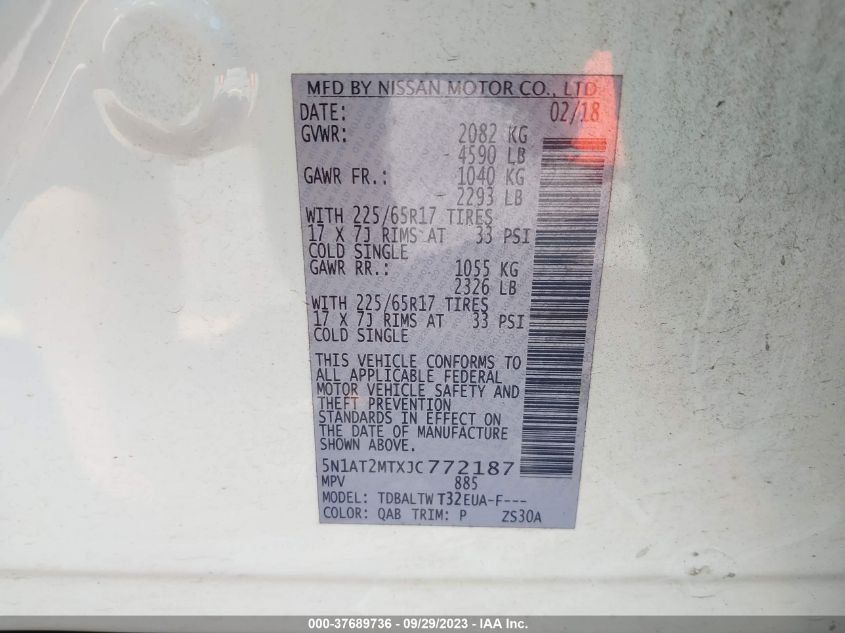 MFD BY NISSAN MOTOR CO., LTD
DATE: 02/18
GVWR: 2082 KG
4590 LB
GAWR FR.: 1040 KG
2293 LB
WITH 225/65R17 TIRES
17 X 7J RIMS AT 33 PSI
COLD SINGLE
GAWR RR.: 1055 KG
2326 LB
WITH 225/65R17 TIRES
17 X 7J RIMS AT 33 PSI
COLD SINGLE
THIS VEHICLE CONFORMS TO
ALL APPLICABLE FEDERAL
MOTOR VEHICLE SAFETY AND
THEFT PREVENTION
STANDARDS IN EFFECT ON
THE DATE OF MANUFACTURE
SHOWN ABOVE.
5N1AT2MTXJC772187
MPV 885
MODEL: TDBALTW T32EUA-F---
COLOR: QAB TRIM: P ZS30A
000-37689736 - 09/29/2023 - IAA Inc.